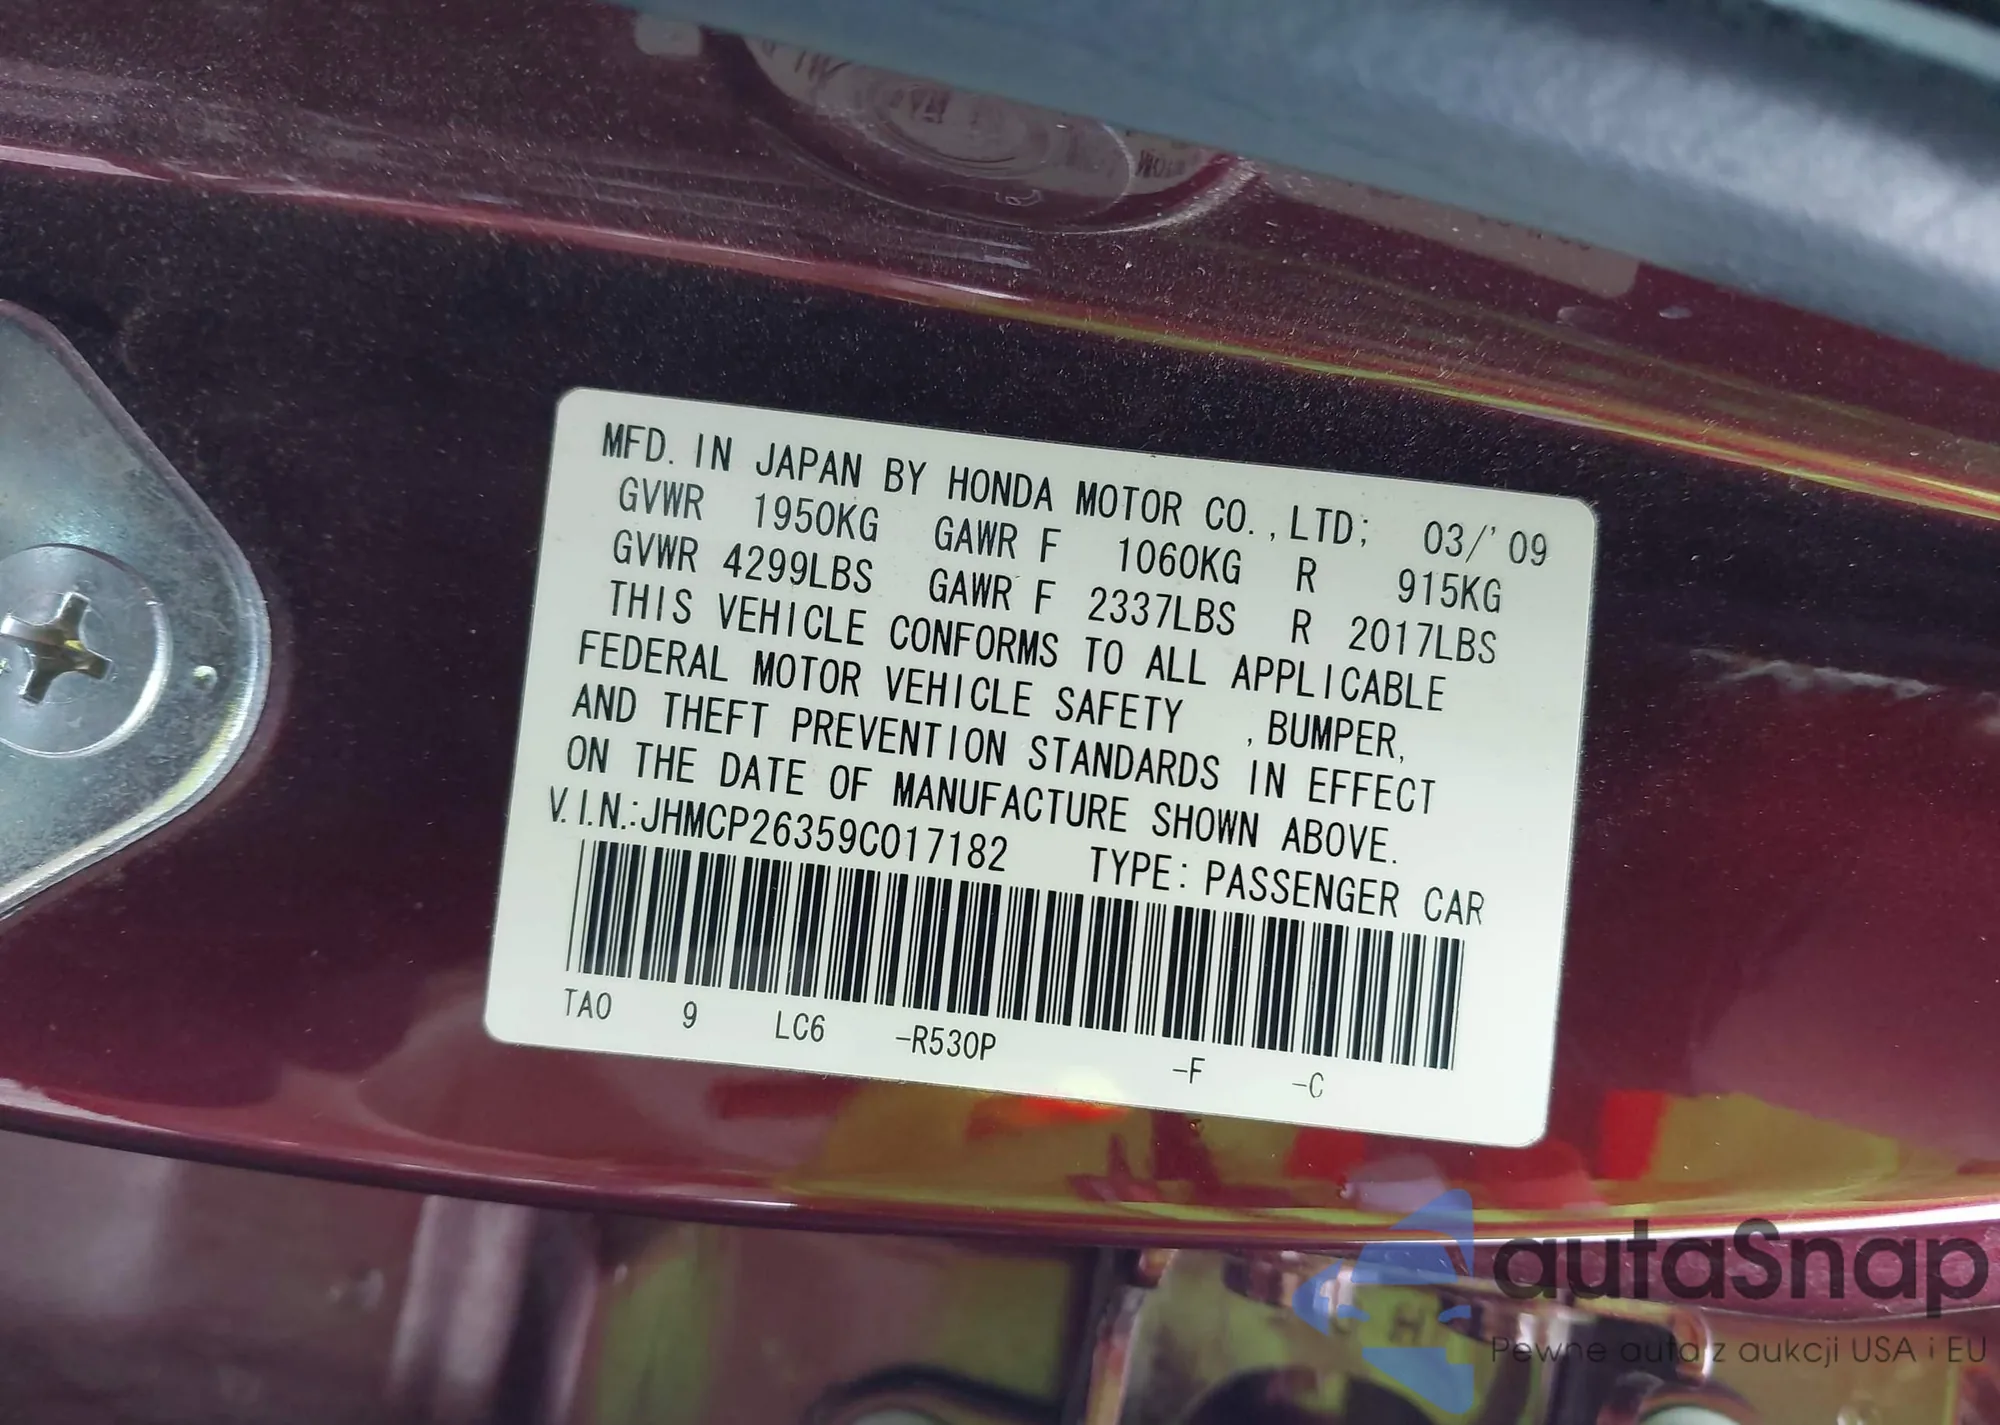 MFD. IN JAPAN BY HONDA MOTOR CO.,LTD; 03/'09
GVWR 1950KG GAWR F 1060KG R 915KG
GVWR 4299LBS GAWR F 2337LBS R 2017LBS
THIS VEHICLE CONFORMS TO ALL APPLICABLE
FEDERAL MOTOR VEHICLE SAFETY ,BUMPER,
AND THEFT PREVENTION STANDARDS IN EFFECT
ON THE DATE OF MANUFACTURE SHOWN ABOVE.
V.I.N.:JHMCP26359C017182 TYPE: PASSENGER CAR
TA0 9 LC6 -R530P -F -C
autaSnap
Pewne auta z aukcji USA i EU